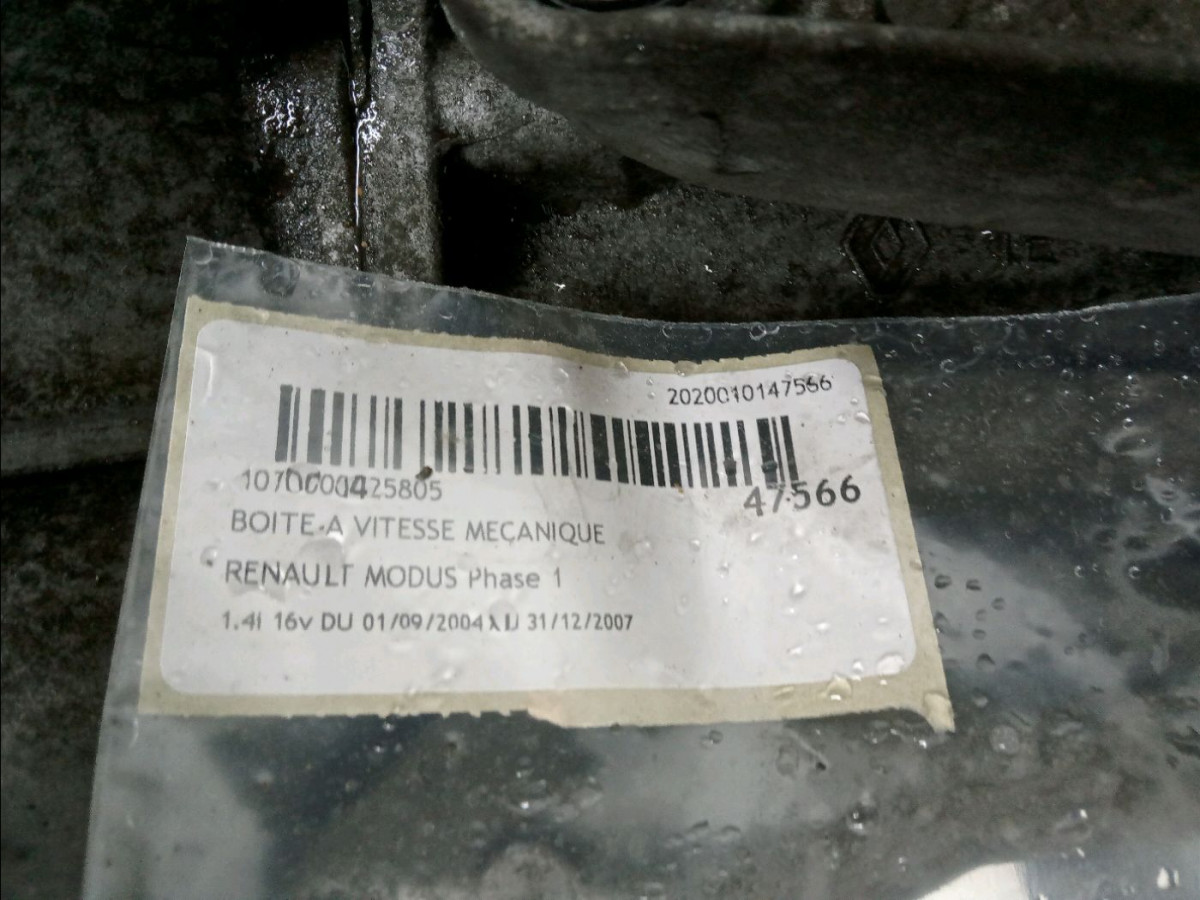 2020010147566
1070000425805
47566
BOITE A VITESSE MECANIQUE
RENAULT MODUS Phase 1
1.4i 16v DU 01/09/2004 AU 31/12/2007